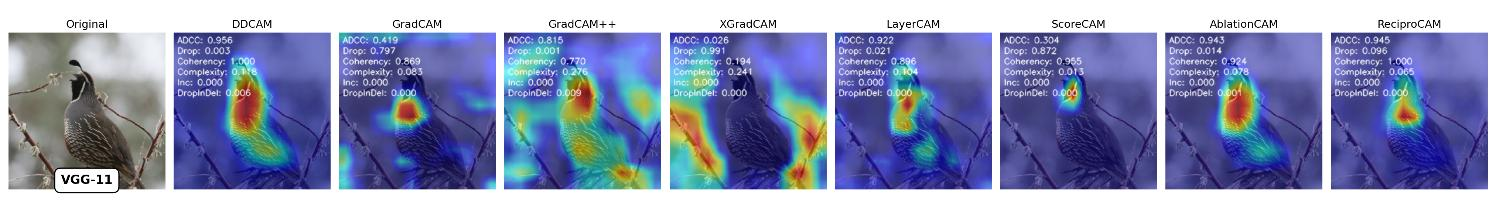 Original
VGG-11
DDCAM
ADCC: 0.956
Drop: 0.003
Coherency: 1.000
Complexity: 0.118
Inc: 0.000
DropInDel: 0.006
GradCAM
ADCC: 0.419
Drop: 0.797
Coherency: 0.869
Complexity: 0.083
Inc: 0.000
DropInDel: 0.000
GradCAM++
ADCC: 0.815
Drop: 0.001
Coherency: 0.770
Complexity: 0.276
Inc: 0.000
DropInDel: 0.009
XGradCAM
ADCC: 0.026
Drop: 0.991
Coherency: 0.194
Complexity: 0.241
Inc: 0.000
DropInDel: 0.000
LayerCAM
ADCC: 0.922
Drop: 0.021
Coherency: 0.896
Complexity: 0.104
Inc: 0.000
DropInDel: 0.000
ScoreCAM
ADCC: 0.304
Drop: 0.872
Coherency: 0.955
Complexity: 0.013
Inc: 0.000
DropInDel: 0.000
AblationCAM
ADCC: 0.943
Drop: 0.014
Coherency: 0.924
Complexity: 0.078
Inc: 0.000
DropInDel: 0.001
ReciproCAM
ADCC: 0.945
Drop: 0.096
Coherency: 1.000
Complexity: 0.065
Inc: 0.000
DropInDel: 0.000